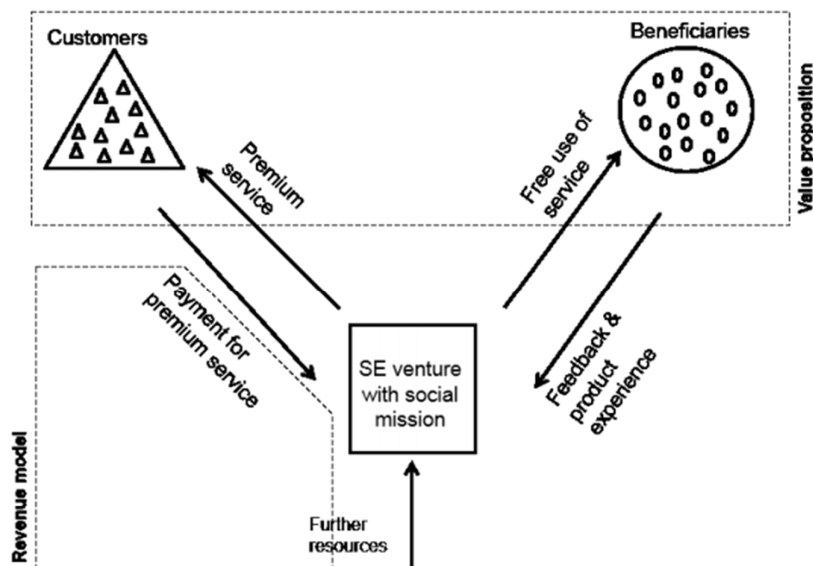 Customers
Beneficiaries
Value proposition
Premium
service
Free use of
service
Payment for
premium service
SE venture
with social
mission
Feedback &
product
experience
Revenue model
Further
resources